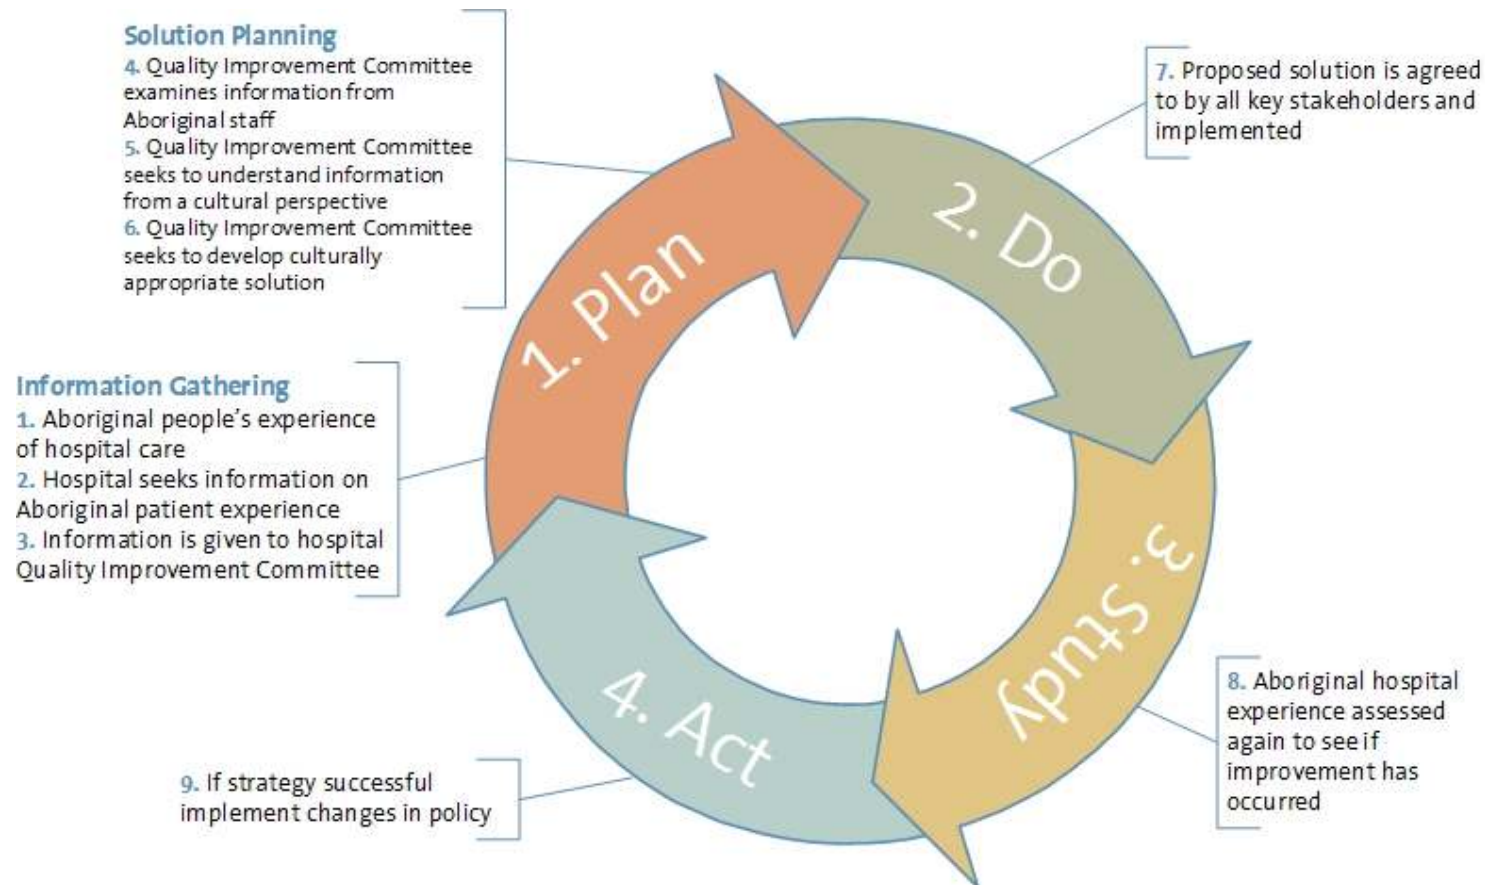 Solution Planning
4. Quality Improvement Committee
examines information from
Aboriginal staff
5. Quality Improvement Committee
seeks to understand information
from a cultural perspective
6. Quality Improvement Committee
seeks to develop culturally
appropriate solution
Information Gathering
1. Aboriginal people’s experience
of hospital care
2. Hospital seeks information on
Aboriginal patient experience
3. Information is given to hospital
Quality Improvement Committee
1. Plan
2. Do
7. Proposed solution is agreed
to by all key stakeholders and
implemented
3. Study
8. Aboriginal hospital
experience assessed
again to see if
improvement has
occurred
4. Act
9. If strategy successful
implement changes in policy